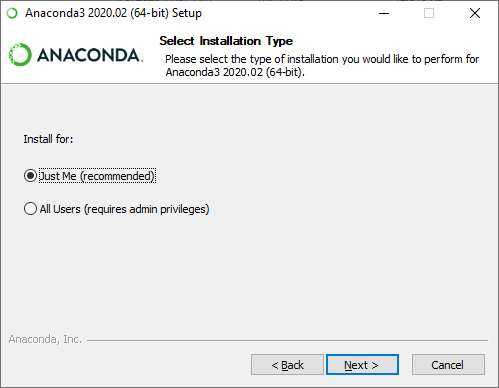 Anaconda3 2020.02 (64-bit) Setup
ANACONDA.
Select Installation Type
Please select the type of installation you would like to perform for
Anaconda3 2020.02 (64-bit).
Install for:
Just Me (recommended)
All Users (requires admin privileges)
Anaconda, Inc.
< Back
Next >
Cancel